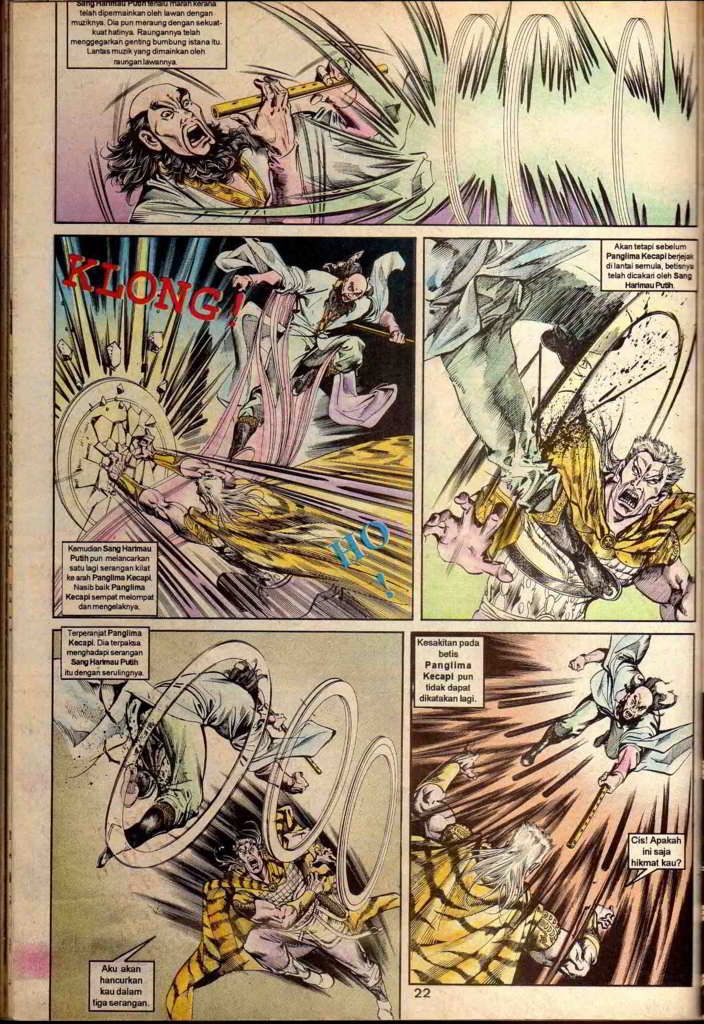 Sang Harimau Putih terlalu marah kerana
telah dipermainkan oleh lawan dengan
muziknya. Dia pun meraung dengan sekuat-
kuat hatinya. Raungannya telah
menggegarkan genting bumbung istana itu.
Lantas muzik yang dimainkan oleh
raungan lawannya.
KLONG!
Kemudian Sang Harimau
Putih pun melancarkan
satu lagi serangan kilat
ke arah Panglima Kecapi.
Nasib baik Panglima
Kecapi sempat melompat
dan mengelaknya.
HO
!
Akan tetapi sebelum
Panglima Kecapi berjejak
di lantai semula, betisnya
telah dicakari oleh Sang
Harimau Putih.
Terperanjat Panglima
Kecapi. Dia terpaksa
menghadapi serangan
Sang Harimau Putih
itu dengan serulingnya.
Aku akan
hancurkan
kau dalam
tiga serangan.
Kesakitan pada
betis
Panglima
Kecapi pun
tidak dapat
dikatakan lagi.
Cis! Apakah
ini saja
hikmat kau?
22